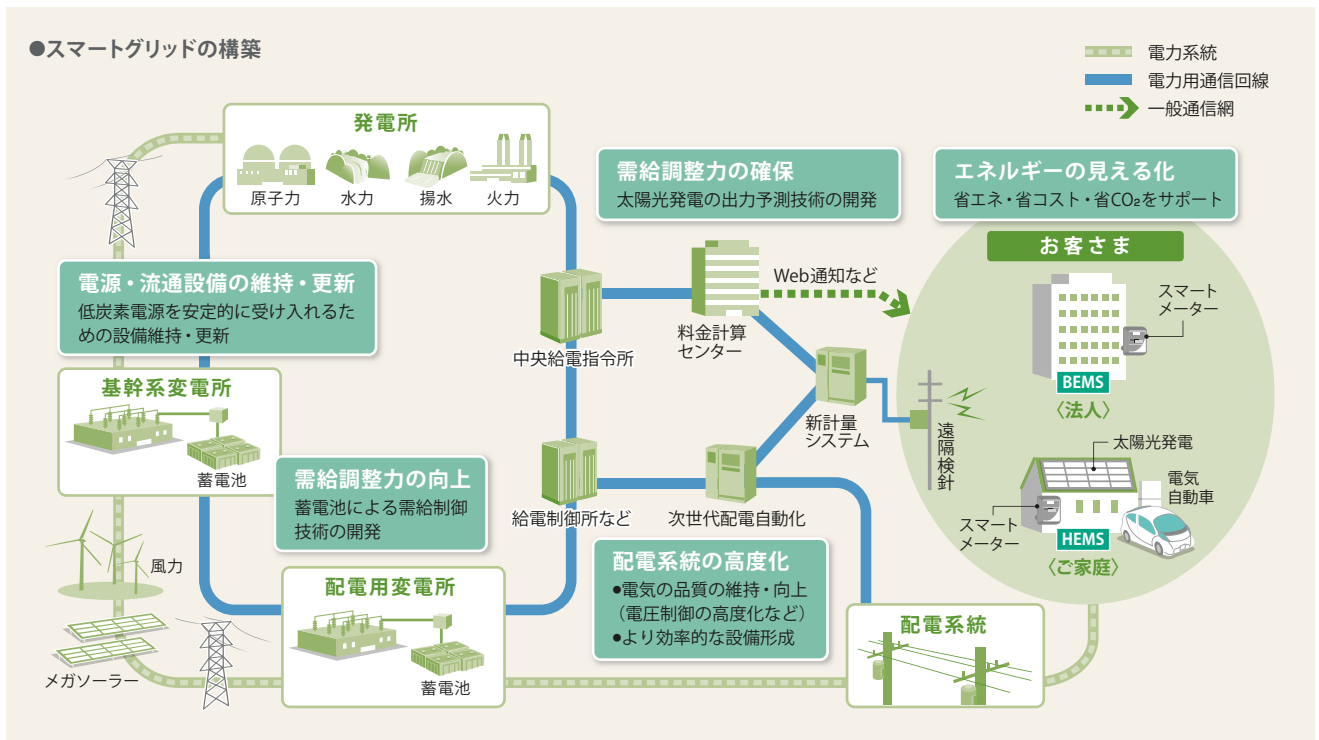 ●スマートグリッドの構築
電力系統
電力用通信回線
一般通信網
発電所
原子力
水力
揚水
火力
需給調整力の確保
太陽光発電の出力予測技術の開発
エネルギーの見える化
省エネ・省コスト・省CO₂をサポート
お客さま
電源・流通設備の維持・更新
低炭素電源を安定的に受け入れるた
めの設備維持・更新
中央給電指令所
料金計算
センター
Web通知など
スマート
メーター
BEMS
〈法人〉
基幹系変電所
蓄電池
新計量
システム
遠隔検針
太陽光発電
電気
自動車
スマート
メーター
HEMS
〈ご家庭〉
需給調整力の向上
蓄電池による需給制御
技術の開発
給電制御所など
次世代配電自動化
風力
メガソーラー
配電用変電所
蓄電池
配電系統の高度化
●電気の品質の維持・向上
（電圧制御の高度化など）
●より効率的な設備形成
配電系統